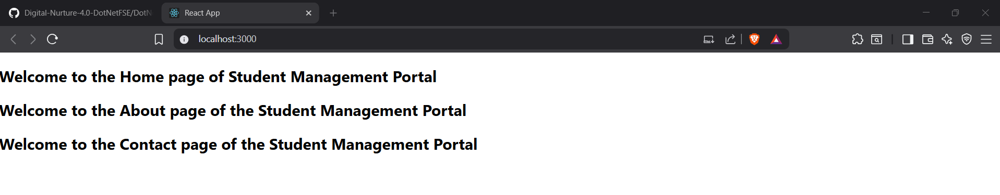 Digital-Nurture-4.0-DotNetFSE/DotN
React App
localhost:3000
Welcome to the Home page of Student Management Portal
Welcome to the About page of the Student Management Portal
Welcome to the Contact page of the Student Management Portal